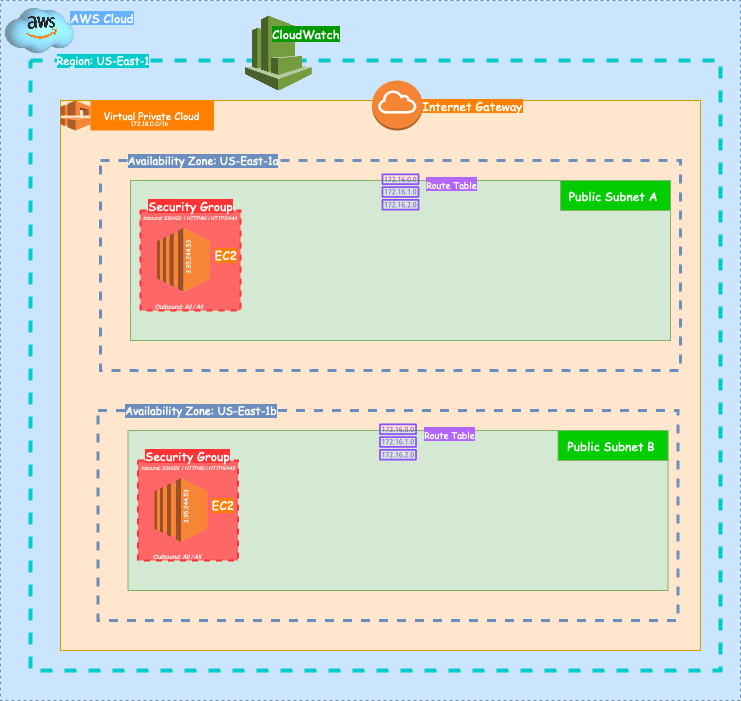 aws
AWS Cloud
CloudWatch
Region: US-East-1
Virtual Private Cloud
172.16.0.0/16
Internet Gateway
Availability Zone: US-East-1a
172.16.0.0
172.16.1.0
172.16.2.0
Route Table
Public Subnet A
Security Group
Inbound: SSH/22 | HTTP/80 | HTTPS/443
3.95.244.53
EC2
Outbound: All / All
Availability Zone: US-East-1b
172.16.0.0
172.16.1.0
172.16.2.0
Route Table
Public Subnet B
Security Group
Inbound: SSH/22 | HTTP/80 | HTTPS/443
3.95.244.53
EC2
Outbound: All / All